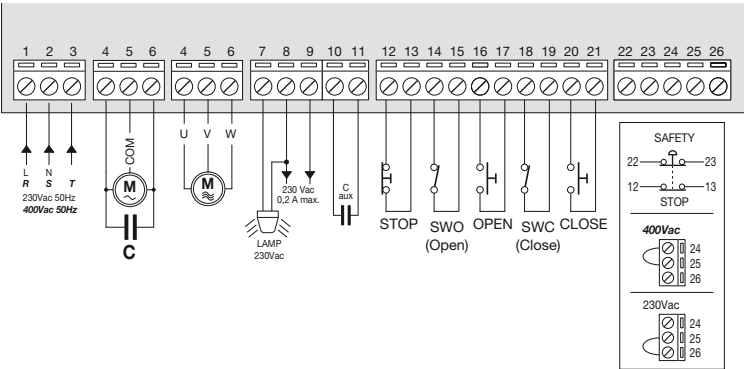 1 2 3 4 5 6 4 5 6 7 8 9 10 11 12 13 14 15 16 17 18 19 20 21 22 23 24 25 26
L N
R S T
230Vac 50Hz
400Vac 50Hz
COM
M
C
U V W
M
LAMP
230Vac
230 Vac
0,2 A max.
C
aux
STOP
SWO
(Open)
OPEN
SWC
(Close)
CLOSE
SAFETY
22 23
12 13
STOP
400Vac
24
25
26
230Vac
24
25
26